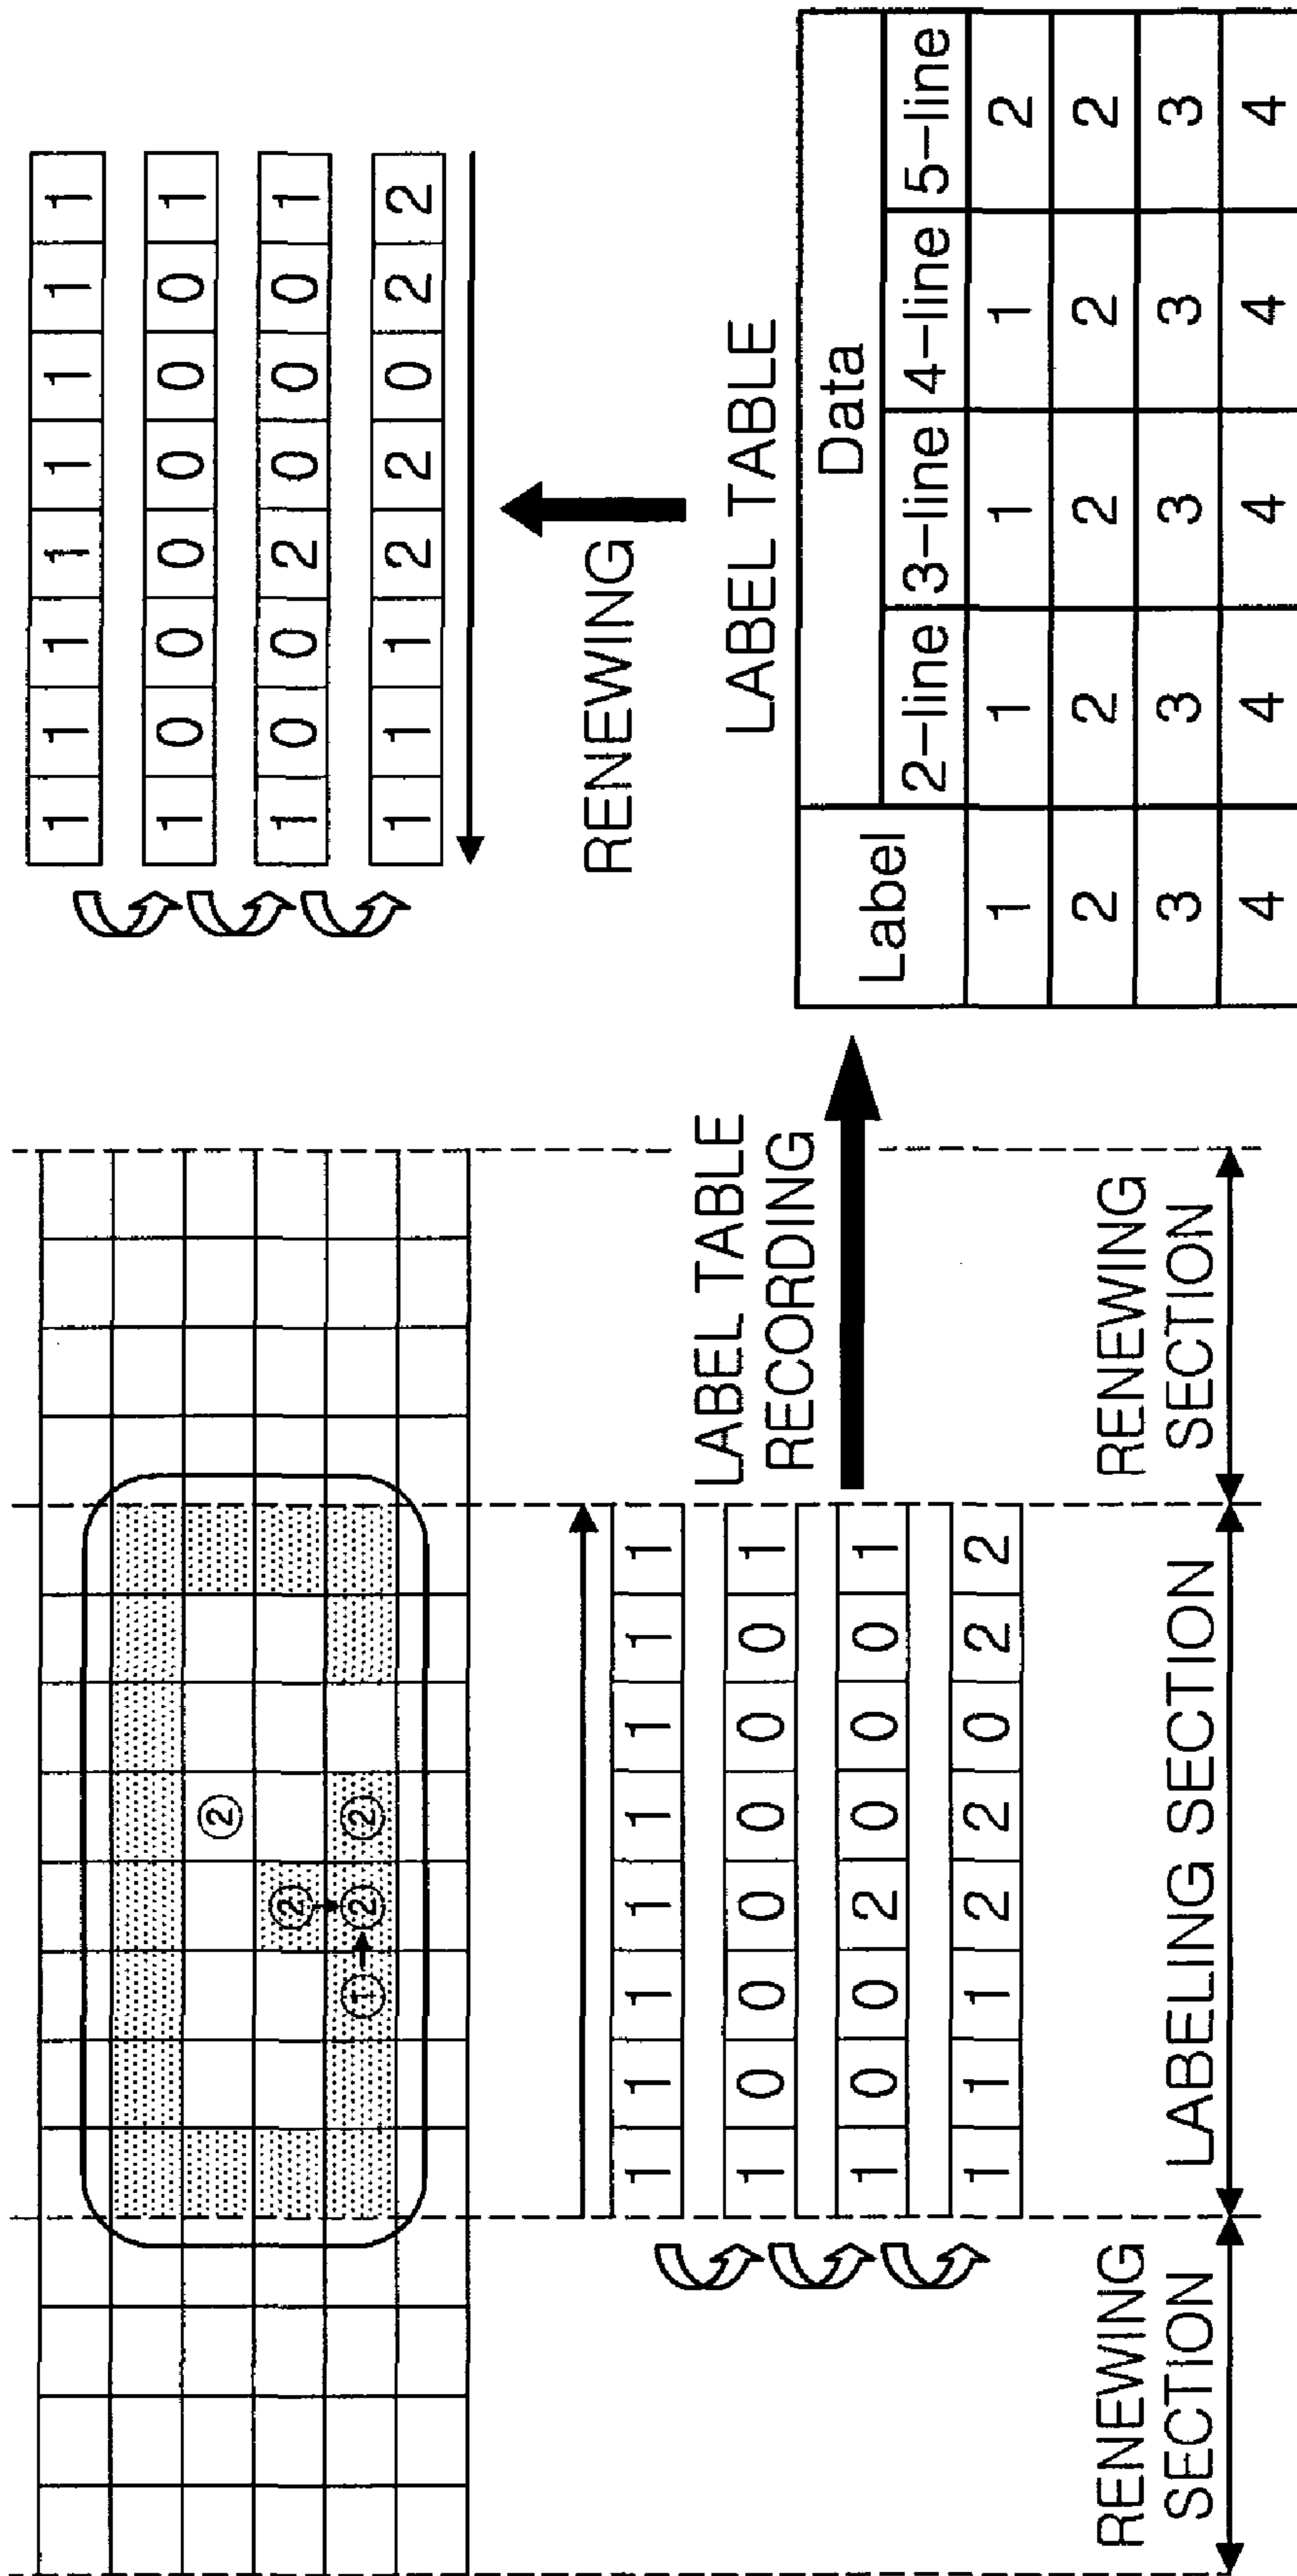 ②
②
① ② ②
1 1 1 1 1 1 1 1
1 0 0 0 0 0 0 1
1 0 0 2 0 0 0 1
1 1 1 2 2 0 2 2
RENEWING
SECTION
LABELING SECTION
RENEWING
SECTION
LABEL TABLE
RECORDING
1 1 1 1 1 1 1 1
1 0 0 0 0 0 0 1
1 0 0 2 0 0 0 1
1 1 1 2 2 0 2 2
RENEWING
LABEL TABLE
Label Data
2-line 3-line 4-line 5-line
1 1 1 1 2
2 2 2 2 2
3 3 3 3 3
4 4 4 4 4